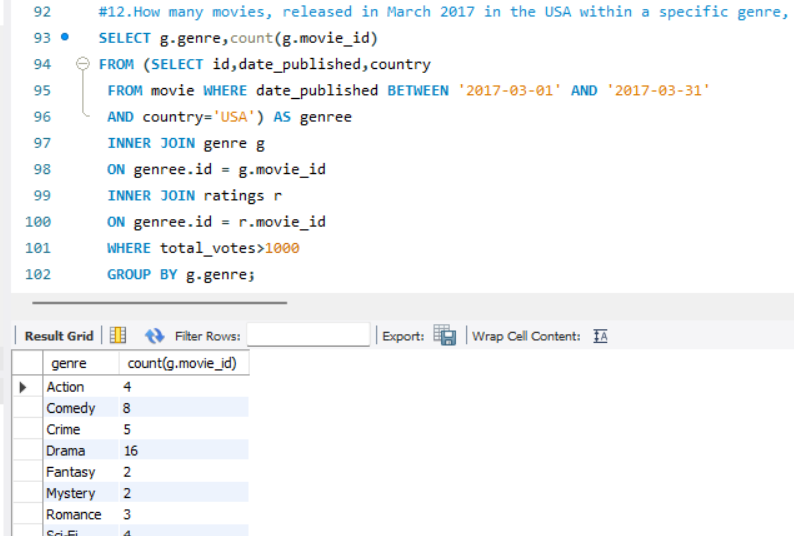 92 #12.How many movies, released in March 2017 in the USA within a specific genre,
93 SELECT g.genre,count(g.movie_id)
94 FROM (SELECT id,date_published,country
95 FROM movie WHERE date_published BETWEEN '2017-03-01' AND '2017-03-31'
96 AND country='USA') AS genree
97 INNER JOIN genre g
98 ON genree.id = g.movie_id
99 INNER JOIN ratings r
100 ON genree.id = r.movie_id
101 WHERE total_votes>1000
102 GROUP BY g.genre;
Result Grid Filter Rows: Export: Wrap Cell Content: IA
genre count(g.movie_id)
Action 4
Comedy 8
Crime 5
Drama 16
Fantasy 2
Mystery 2
Romance 3
Sci-Fi 4